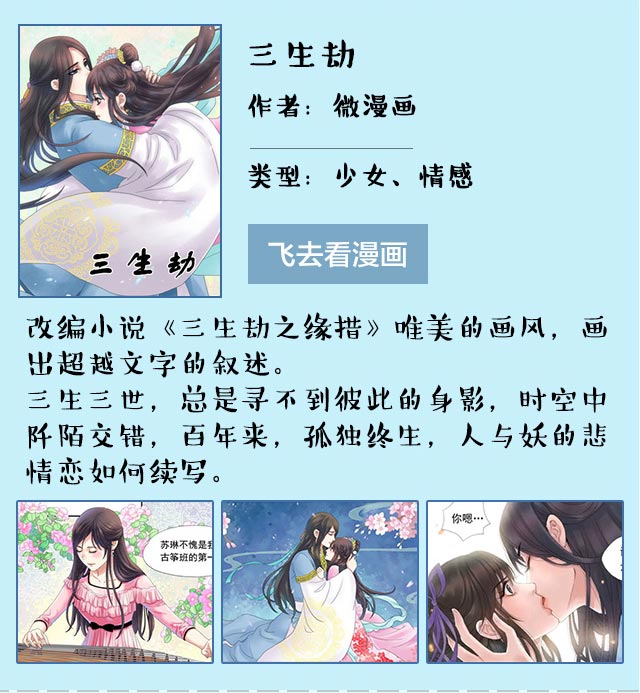 三生劫
三生劫
作者：微漫画
类型：少女、情感
飞去看漫画
改编小说《三生劫之缘措》唯美的画风，画
出超越文字的叙述。
三生三世，总是寻不到彼此的身影，时空中
阡陌交错，百年来，孤独终生，人与妖的悲
情恋如何续写。
苏琳不愧是我
古筝班的第一
你嗯…